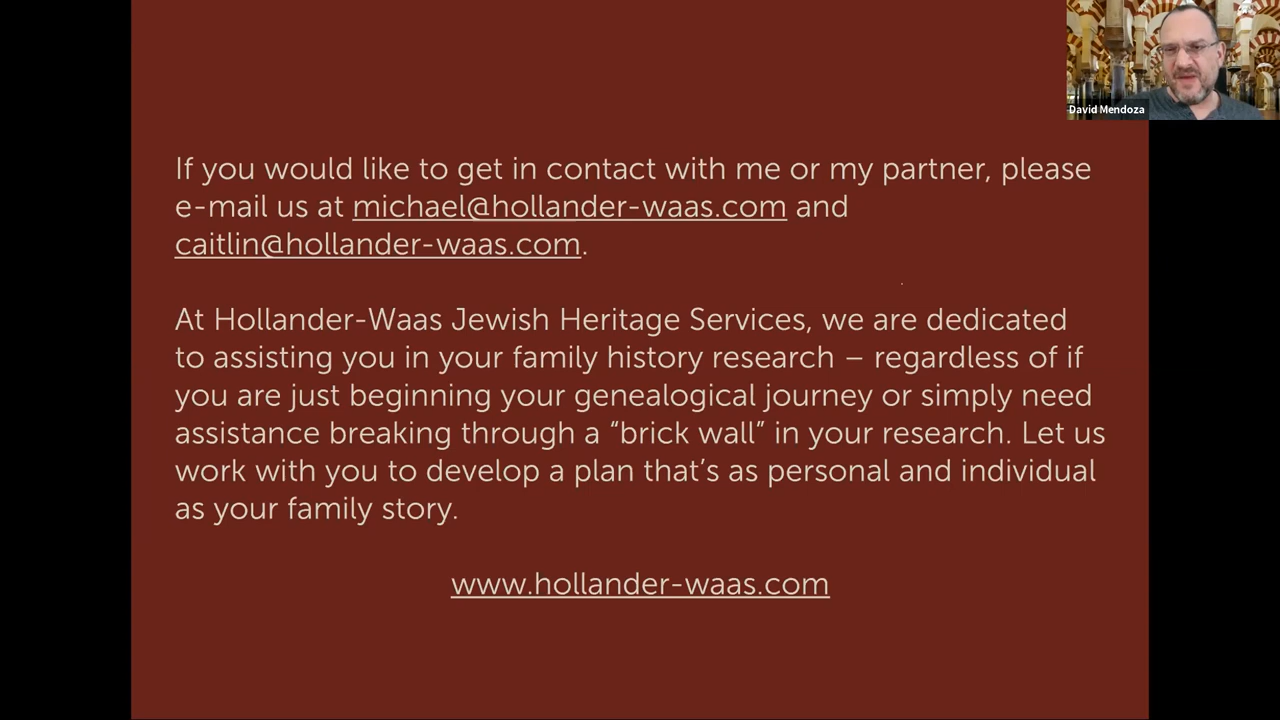 David Mendoza
If you would like to get in contact with me or my partner, please
e-mail us at michael@hollander-waas.com and
caitlin@hollander-waas.com.
At Hollander-Waas Jewish Heritage Services, we are dedicated
to assisting you in your family history research – regardless of if
you are just beginning your genealogical journey or simply need
assistance breaking through a “brick wall” in your research. Let us
work with you to develop a plan that’s as personal and individual
as your family story.
www.hollander-waas.com